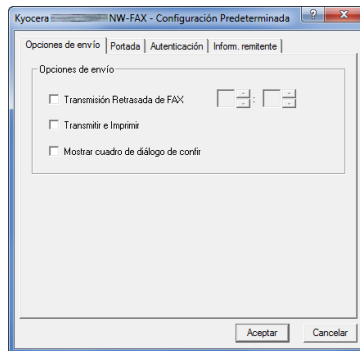 Kyocera NW-FAX - Configuración Predeterminada
Opciones de envío Portada Autenticación Inform. remitente
Opciones de envío
Transmisión Retrasada de FAX :
Transmitir e Imprimir
Mostrar cuadro de diálogo de confir
Aceptar Cancelar